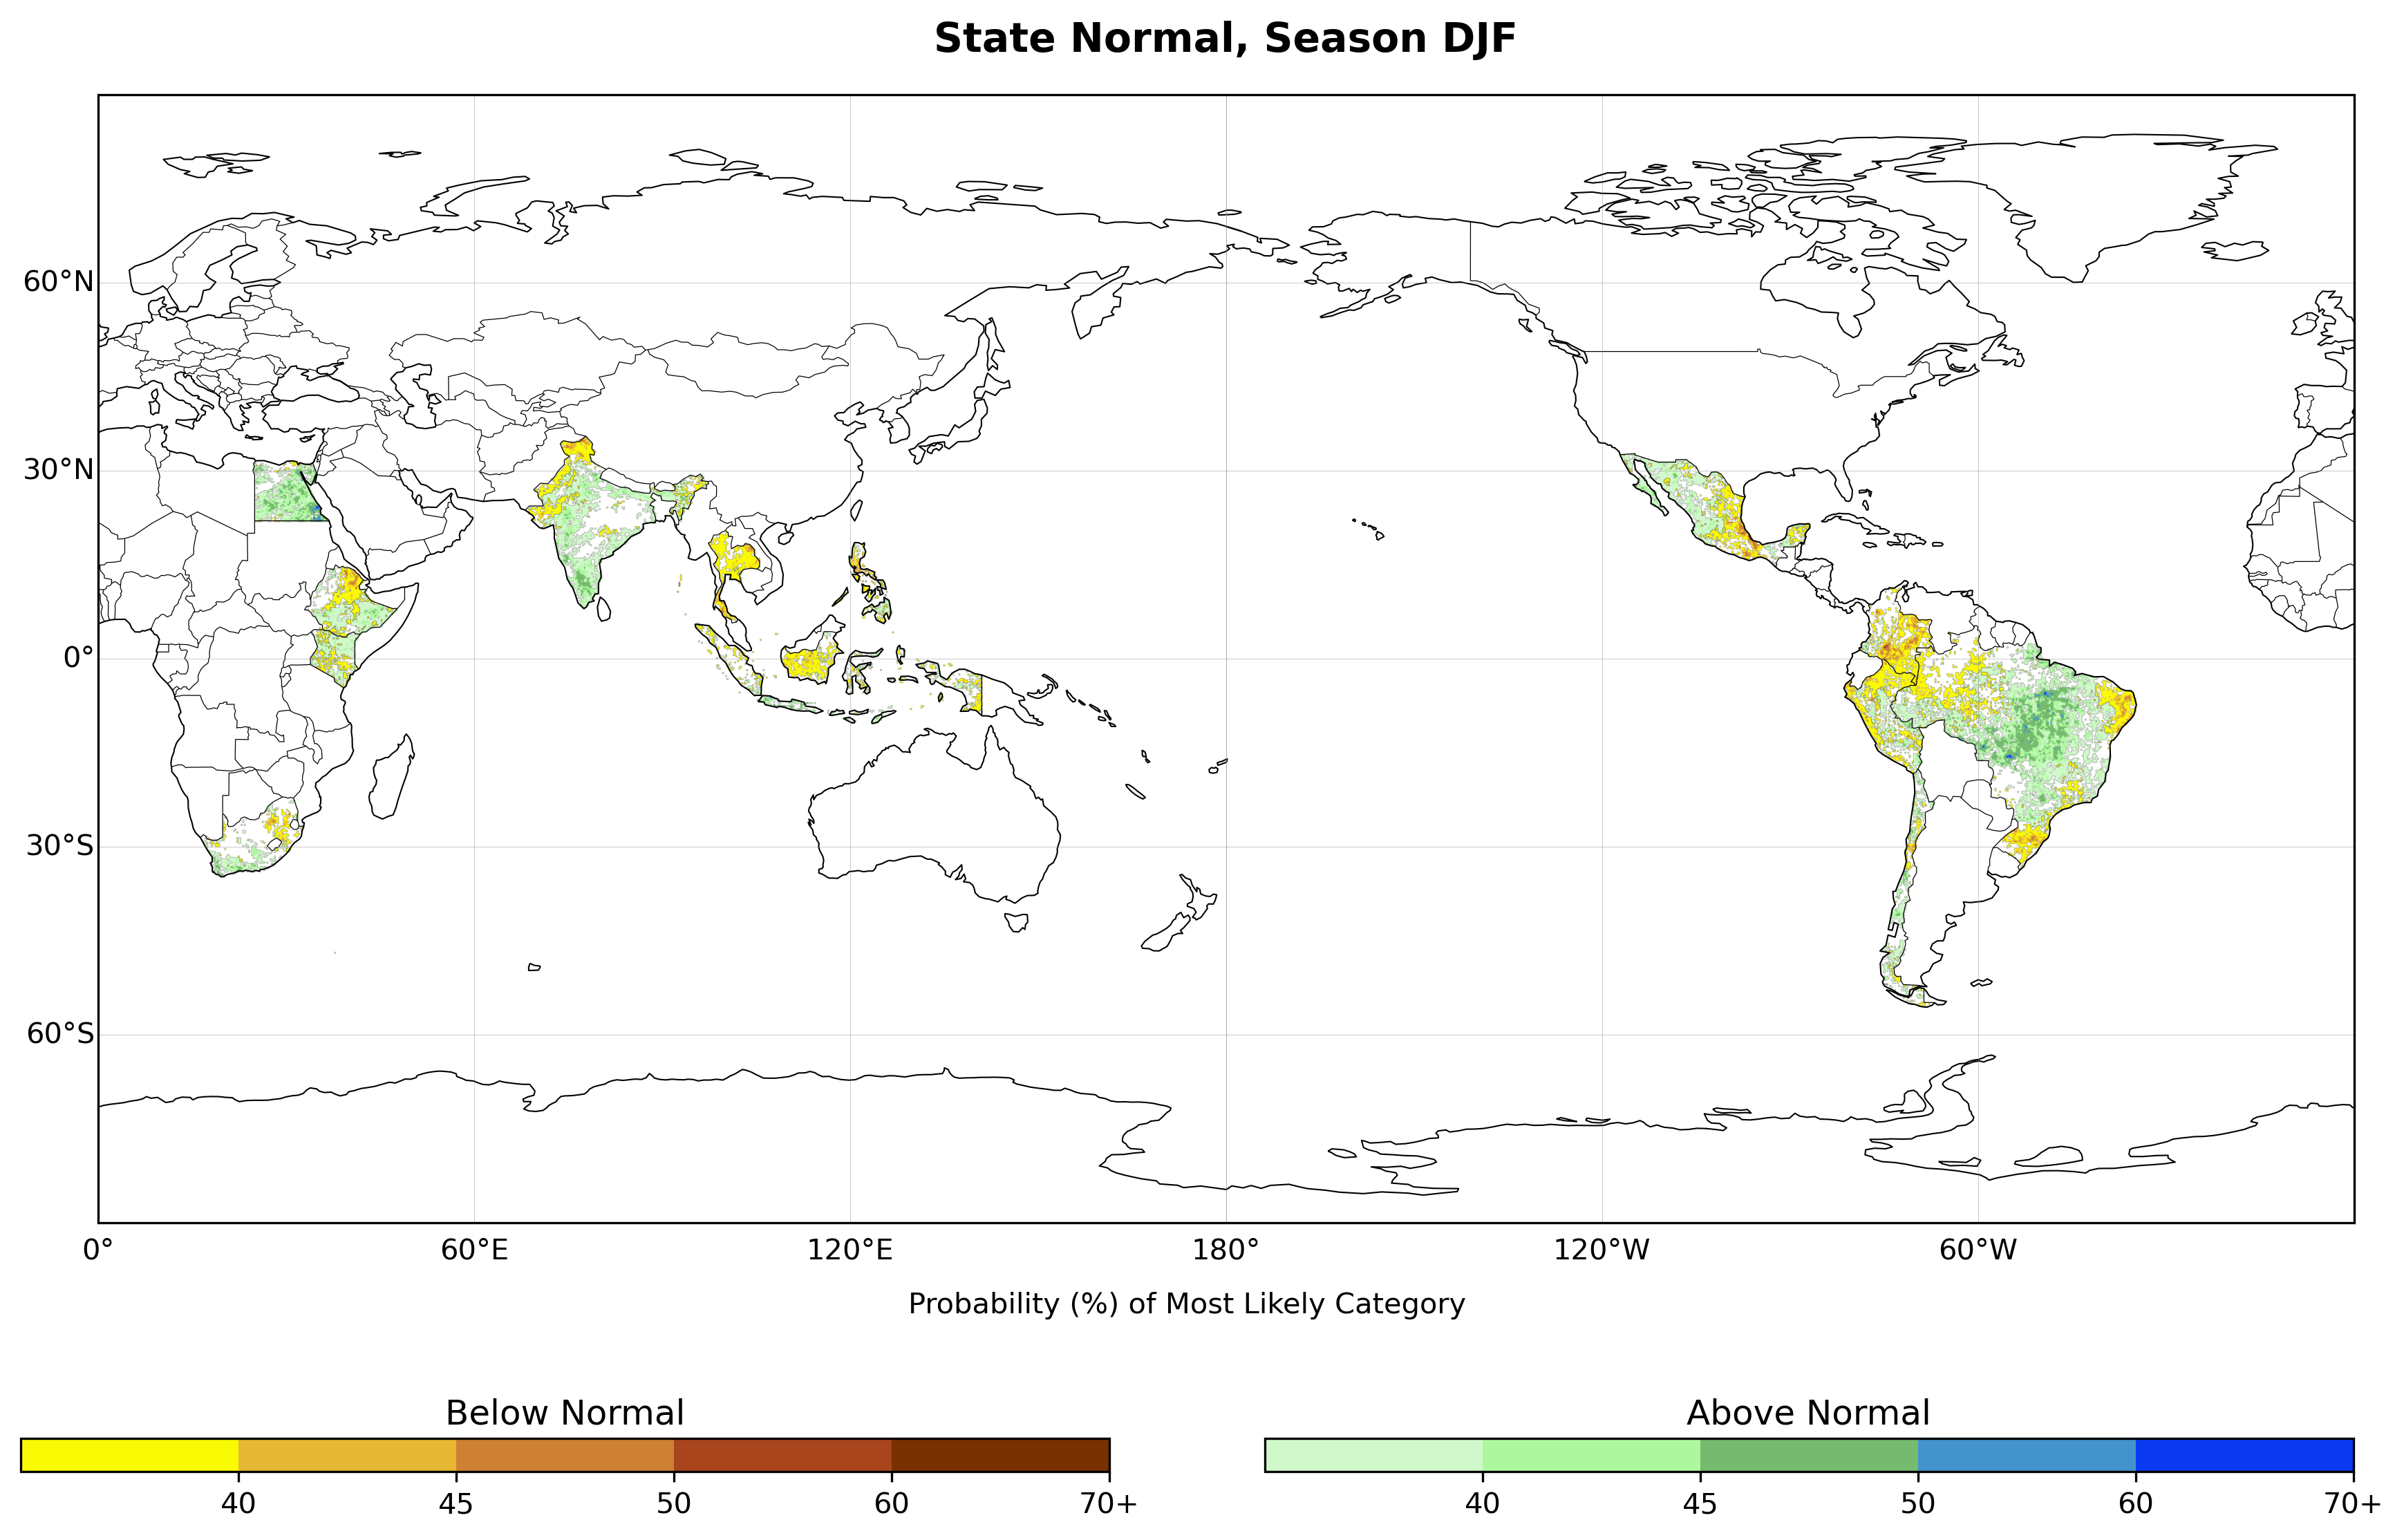 State Normal, Season DJF
60°N
30°N
0°
30°S
60°S
0° 60°E 120°E 180° 120°W 60°W
Probability (%) of Most Likely Category
Below Normal Above Normal
40 45 50 60 70+ 40 45 50 60 70+